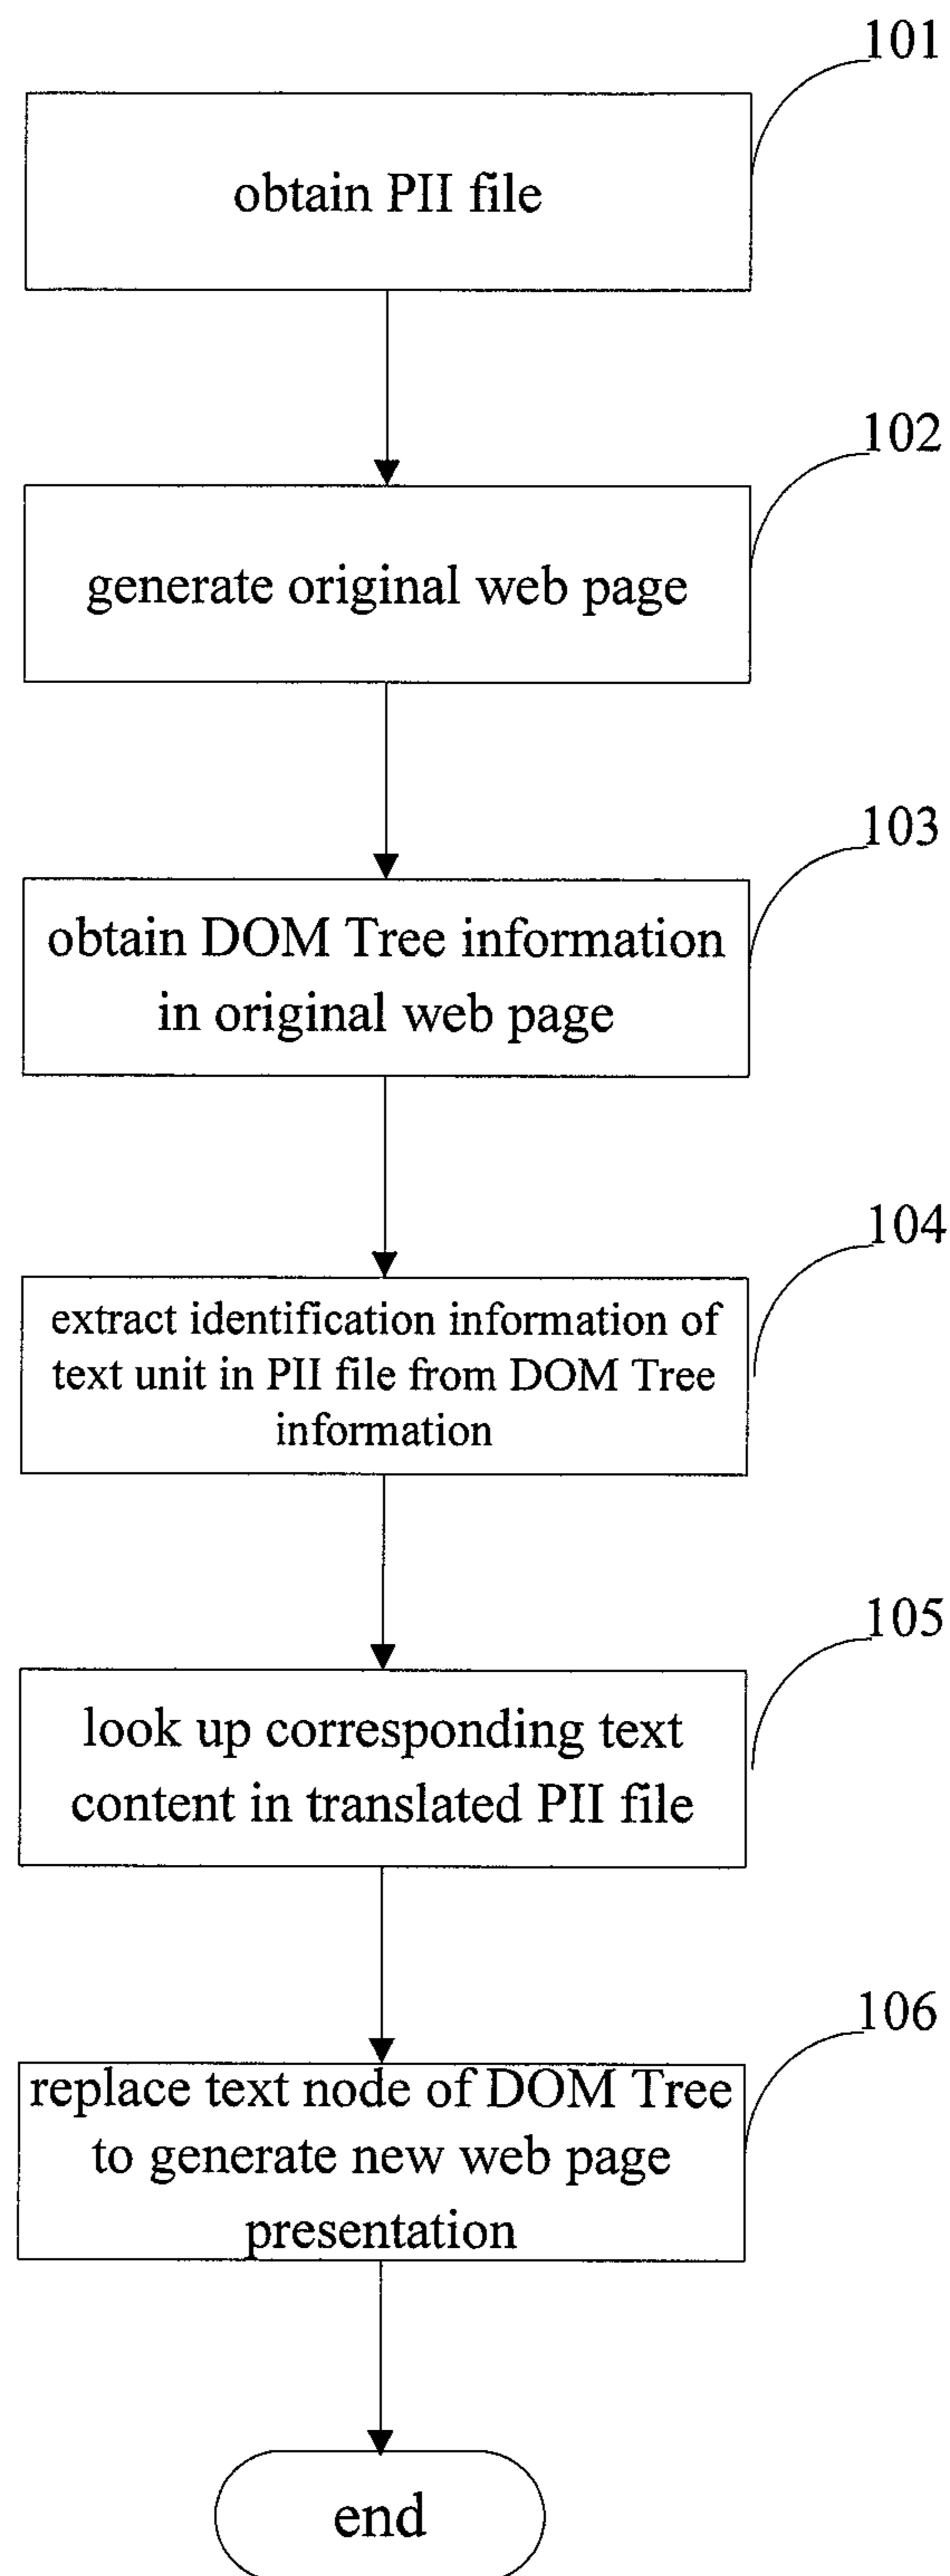 101
obtain PII file
102
generate original web page
103
obtain DOM Tree information
in original web page
104
extract identification information of
text unit in PII file from DOM Tree
information
105
look up corresponding text
content in translated PII file
106
replace text node of DOM Tree
to generate new web page
presentation
end